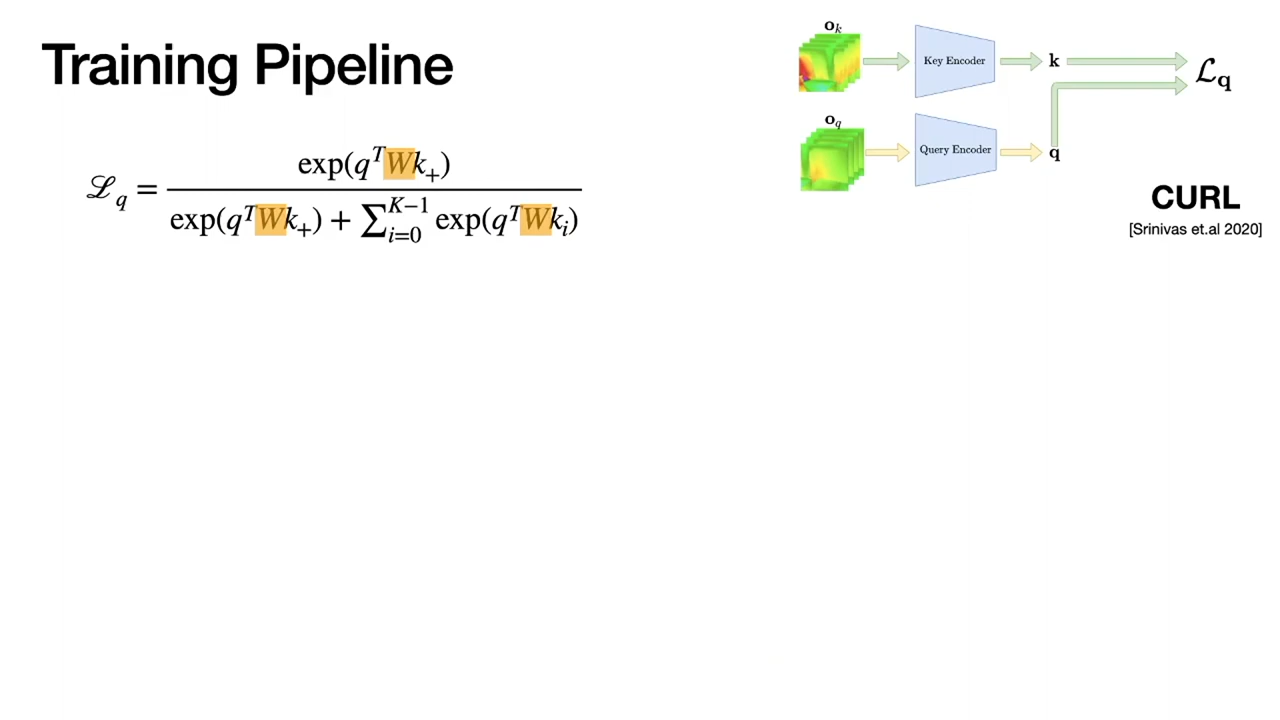 Training Pipeline
ℒ_q = exp(q^T W k_+) / (exp(q^T W k_+) + ∑_{i=0}^{K−1} exp(q^T W k_i))
o_k
Key Encoder
k
ℒ_q
o_q
Query Encoder
q
CURL
[Srinivas et.al 2020]